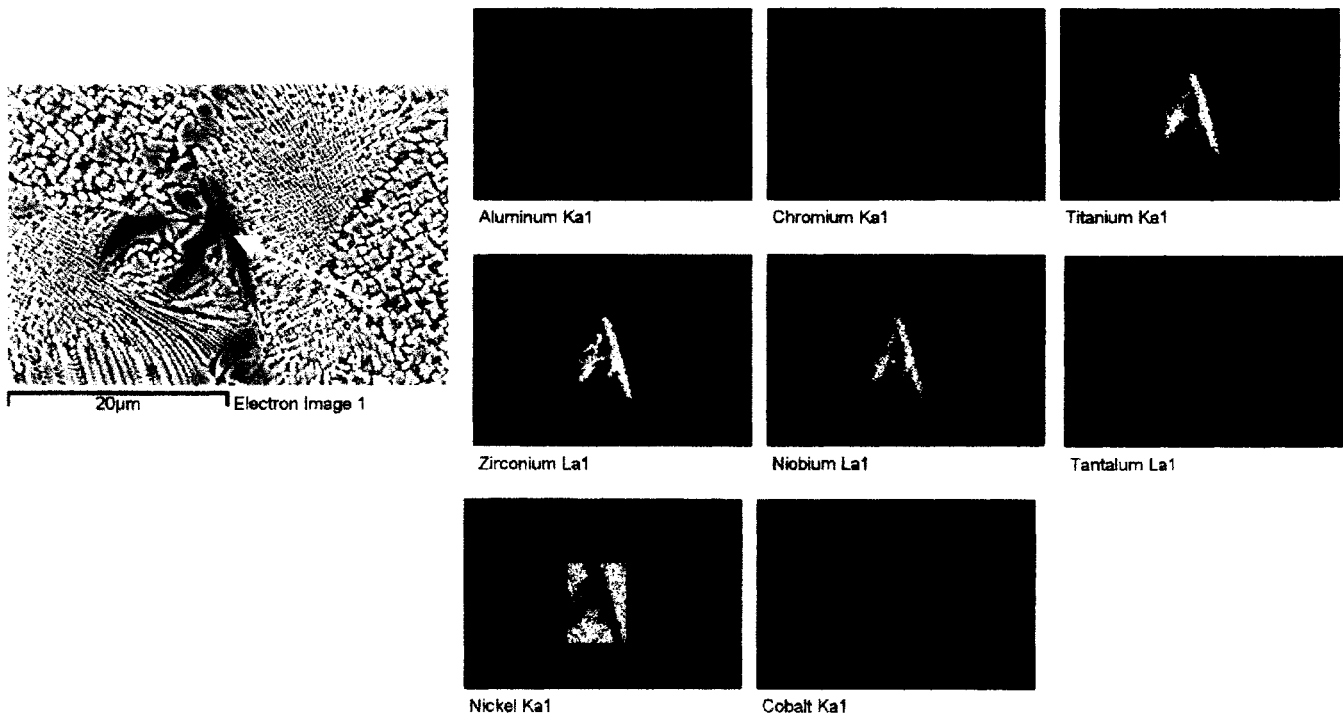 Aluminum Ka1
Chromium Ka1
Titanium Ka1
20µm
Electron Image 1
Zirconium La1
Niobium La1
Tantalum La1
Nickel Ka1
Cobalt Ka1